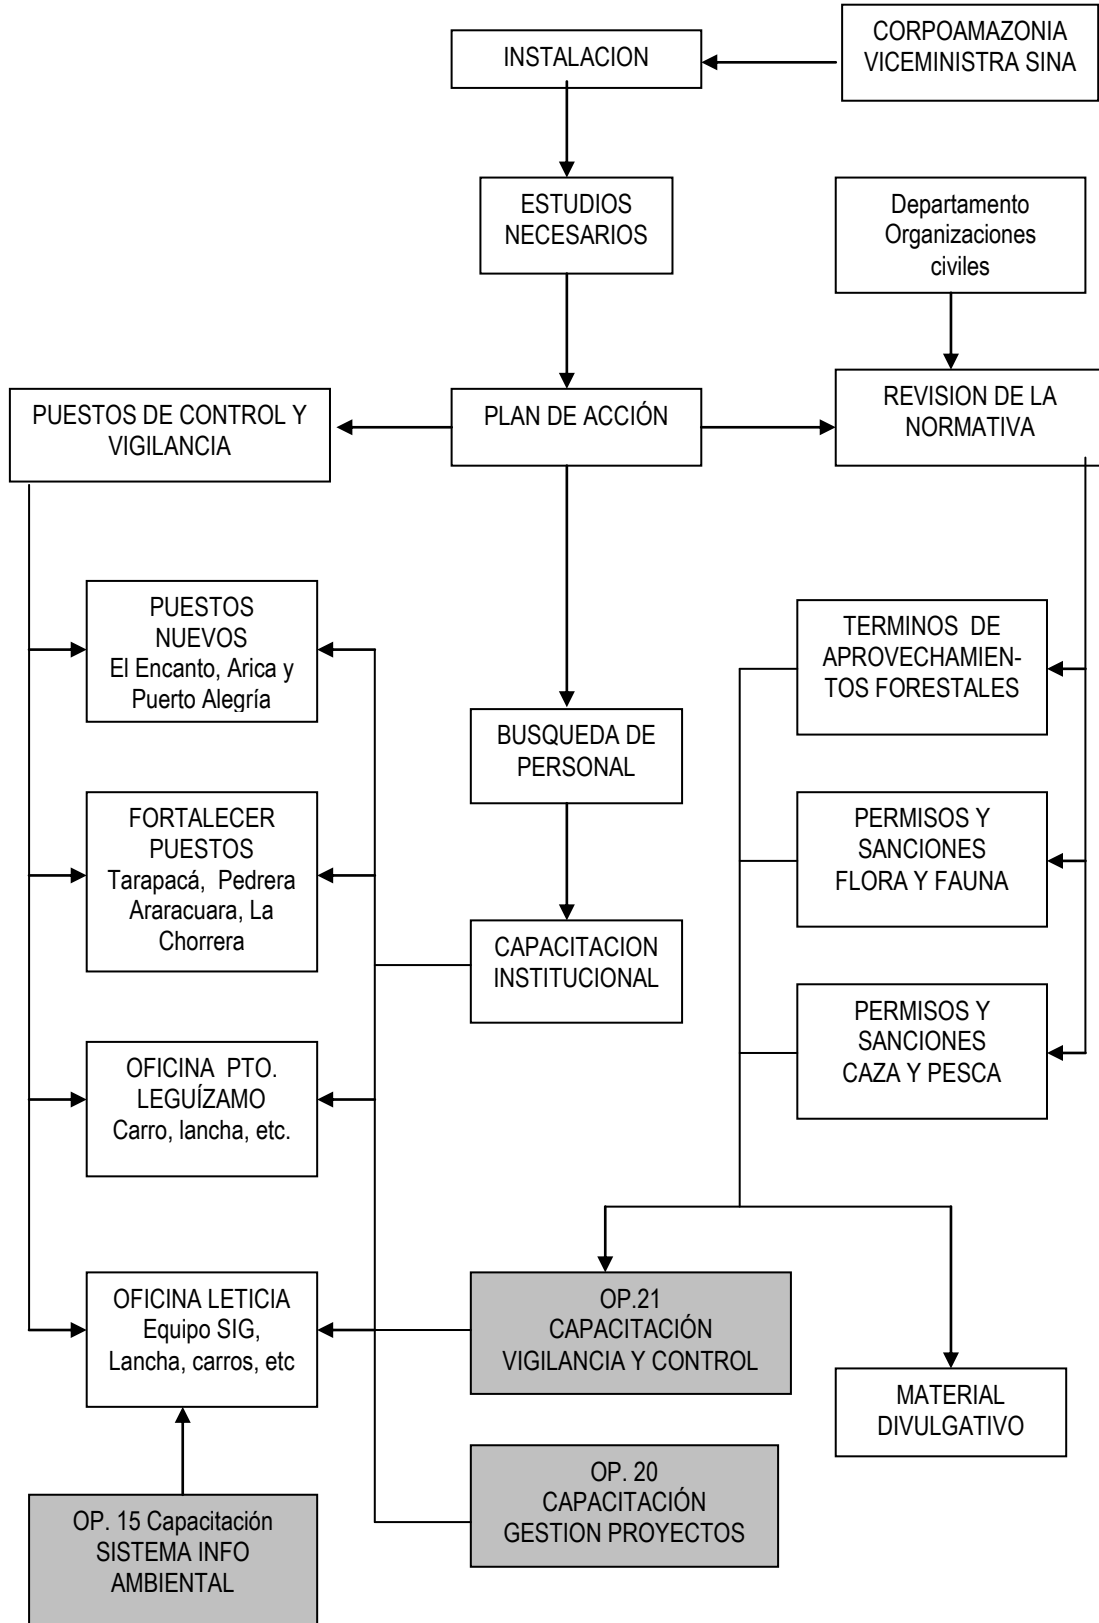 CORPOAMAZONIA
VICEMINISTRA SINA
INSTALACION
ESTUDIOS
NECESARIOS
Departamento
Organizaciones
civiles
PUESTOS DE CONTROL Y
VIGILANCIA
PLAN DE ACCIÓN
REVISION DE LA
NORMATIVA
PUESTOS
NUEVOS
El Encanto, Arica y
Puerto Alegría
TERMINOS DE
APROVECHAMIEN-
TOS FORESTALES
BUSQUEDA DE
PERSONAL
FORTALECER
PUESTOS
Tarapacá, Pedrera
Araracuara, La
Chorrera
PERMISOS Y
SANCIONES
FLORA Y FAUNA
CAPACITACION
INSTITUCIONAL
PERMISOS Y
SANCIONES
CAZA Y PESCA
OFICINA PTO.
LEGUÍZAMO
Carro, lancha, etc.
OFICINA LETICIA
Equipo SIG,
Lancha, carros, etc
OP.21
CAPACITACIÓN
VIGILANCIA Y CONTROL
MATERIAL
DIVULGATIVO
OP. 20
CAPACITACIÓN
GESTION PROYECTOS
OP. 15 Capacitación
SISTEMA INFO
AMBIENTAL